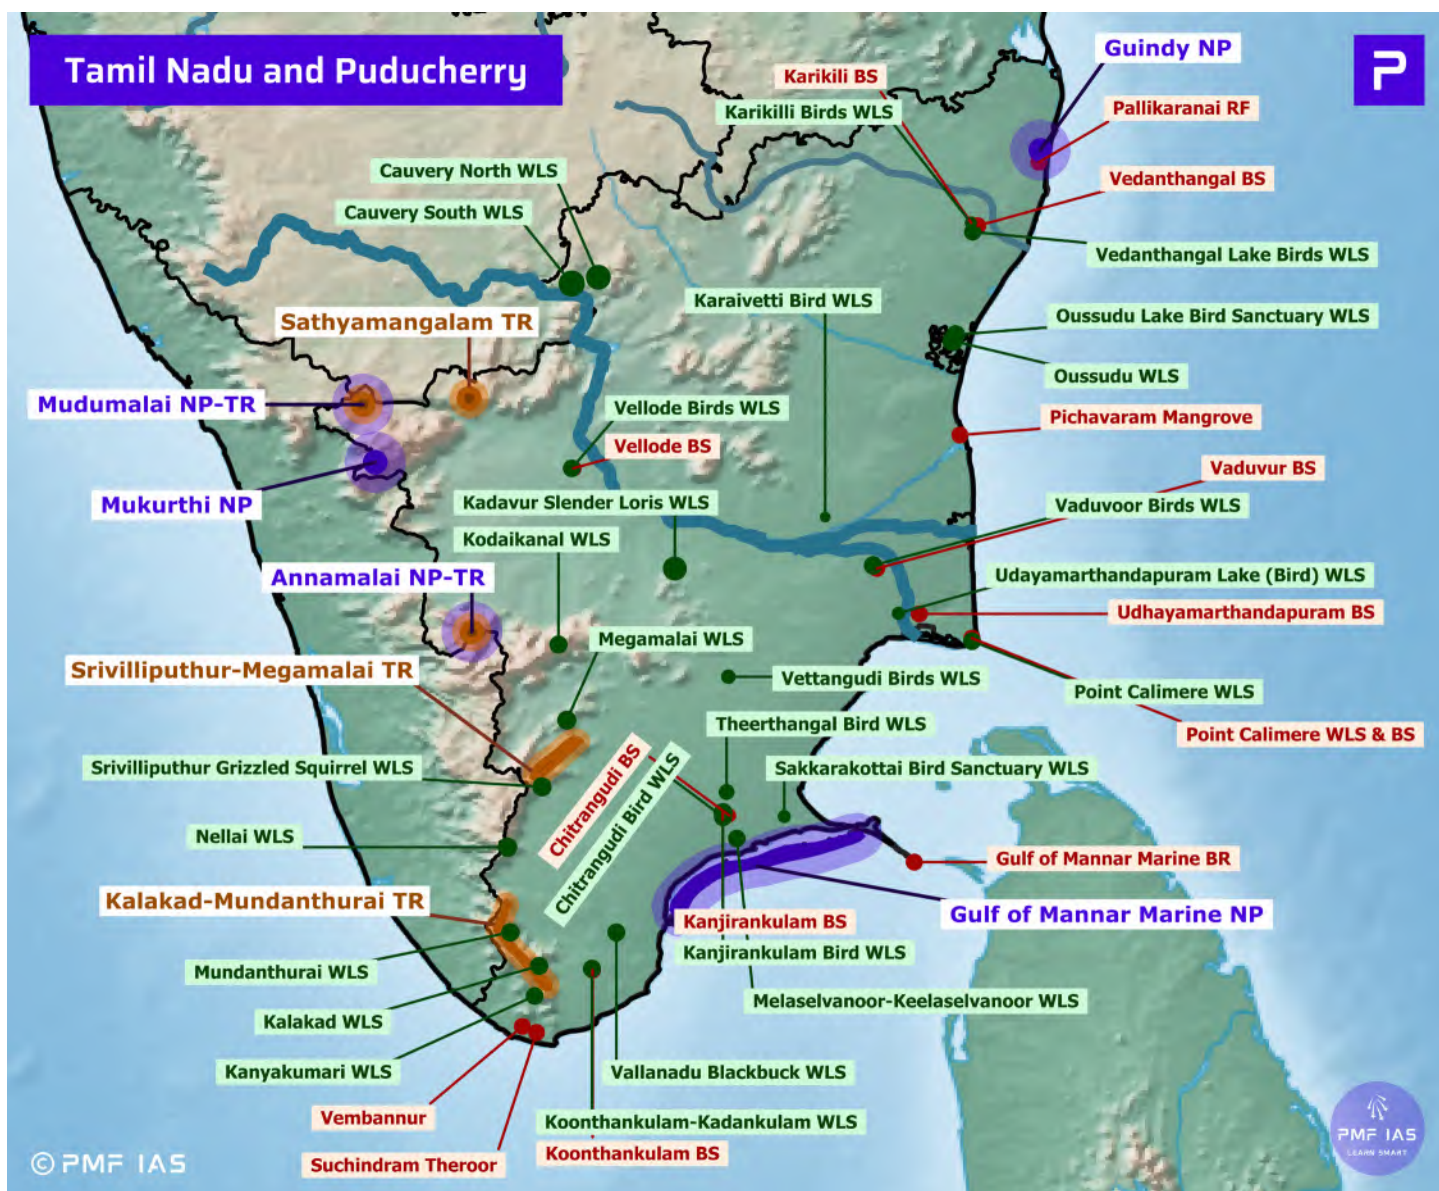 Tamil Nadu and Puducherry
P
Guindy NP
Karikili BS
Pallikaranai RF
Karikilli Birds WLS
Cauvery North WLS
Vedanthangal BS
Cauvery South WLS
Vedanthangal Lake Birds WLS
Karaivetti Bird WLS
Sathyamangalam TR
Oussudu Lake Bird Sanctuary WLS
Oussudu WLS
Mudumalai NP-TR
Vellode Birds WLS
Pichavaram Mangrove
Vellode BS
Vaduvur BS
Mukurthi NP
Kadavur Slender Loris WLS
Vaduvoor Birds WLS
Kodaikanal WLS
Annamalai NP-TR
Udayamarthandapuram Lake (Bird) WLS
Udhayamarthandapuram BS
Megamalai WLS
Srivilliputhur-Megamalai TR
Vettangudi Birds WLS
Point Calimere WLS
Theerthangal Bird WLS
Point Calimere WLS & BS
Srivilliputhur Grizzled Squirrel WLS
Chitrangudi BS
Chitrangudi Bird WLS
Sakkarakottai Bird Sanctuary WLS
Nellai WLS
Gulf of Mannar Marine BR
Kalakad-Mundanthurai TR
Gulf of Mannar Marine NP
Kanjirankulam BS
Kanjirankulam Bird WLS
Mundanthurai WLS
Melaselvanoor-Keelaselvanoor WLS
Kalakad WLS
Kanyakumari WLS
Vallanadu Blackbuck WLS
Vembannur
Koonthankulam-Kadankulam WLS
Koonthankulam BS
Suchindram Theroor
© PMF IAS
PMF IAS
LEARN SMART